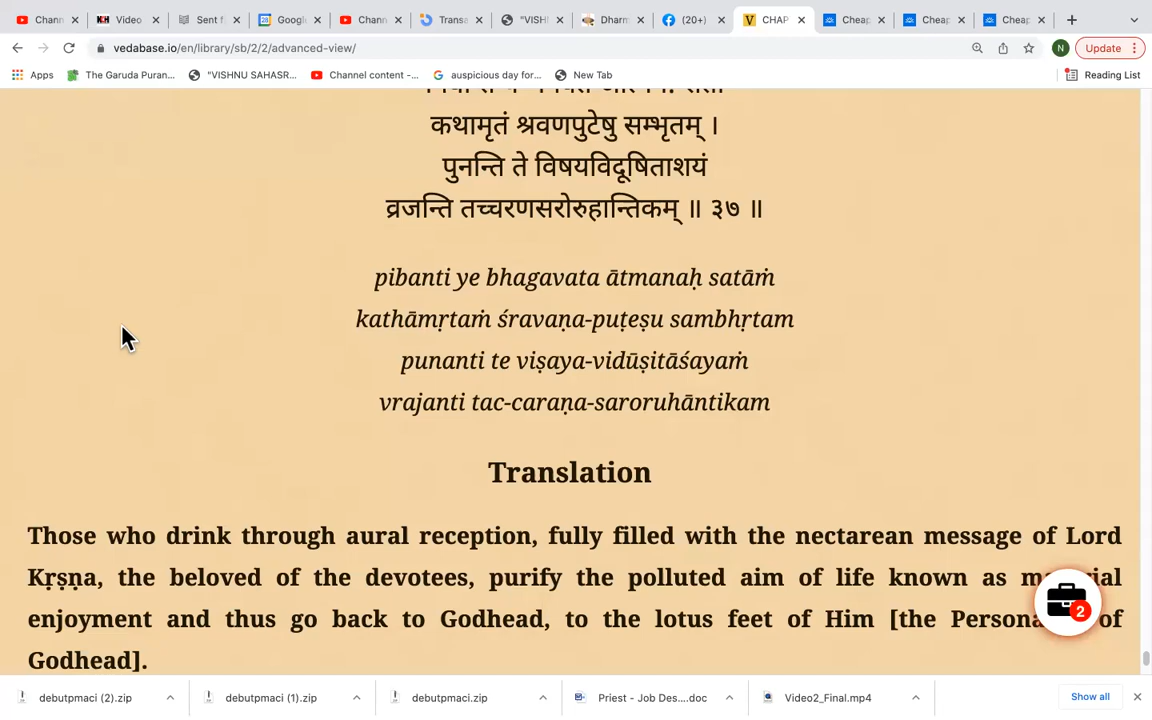 Chann
Video
Sent f
Google
Chann
Transa
"VISH
Dharm
(20+)
CHAP
Cheap
Cheap
Cheap
vedabase.io/en/library/sb/2/2/advanced-view/
N
Update
Apps
The Garuda Puran...
"VISHNU SAHASR...
Channel content -...
auspicious day for...
New Tab
Reading List
कथामृतं श्रवणपुटेषु सम्भृतम् ।
पुनन्ति ते विषयविदूषिताशयं
व्रजन्ति तच्चरणसरोरुहान्तिकम् ॥ ३७ ॥
pibanti ye bhagavata ātmanaḥ satāṁ
kathāmṛtaṁ śravaṇa-puṭeṣu sambhṛtam
punanti te viṣaya-vidūṣitāśayaṁ
vrajanti tac-caraṇa-saroruhāntikam
Translation
Those who drink through aural reception, fully filled with the nectarean message of Lord
Kṛṣṇa, the beloved of the devotees, purify the polluted aim of life known as
enjoyment and thus go back to Godhead, to the lotus feet of Him [the of
Godhead].
2
debutpmaci (2).zip
debutpmaci (1).zip
debutpmaci.zip
Priest - Job Des....doc
Video2_Final.mp4
Show all